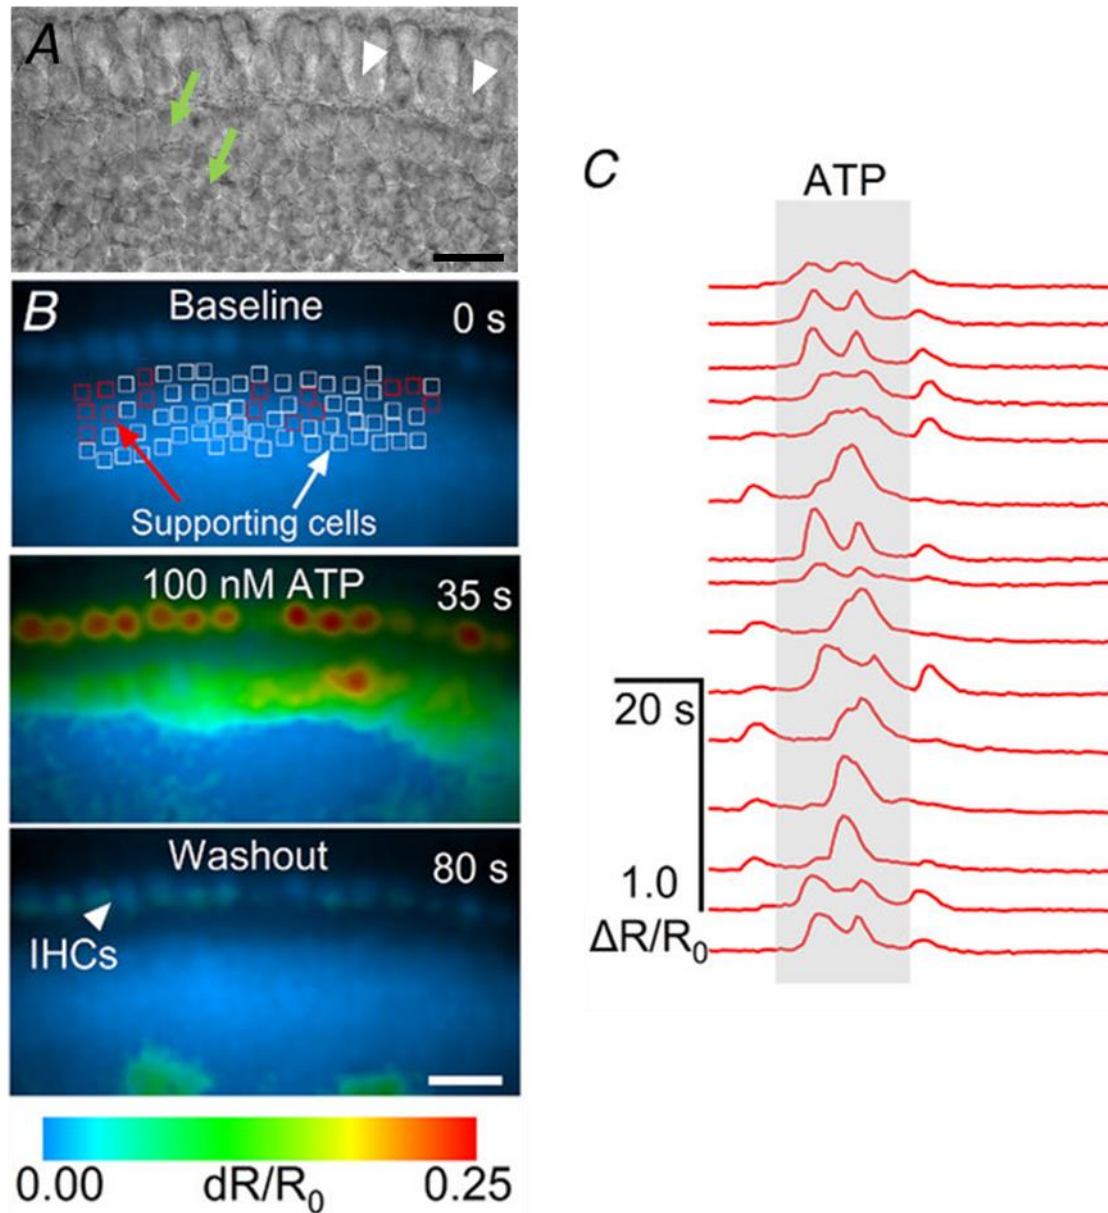 A
B
Baseline
0 s
Supporting cells
100 nM ATP
35 s
Washout
80 s
IHCs
0.00
dR/R0
0.25
C
ATP
20 s
1.0
ΔR/R0